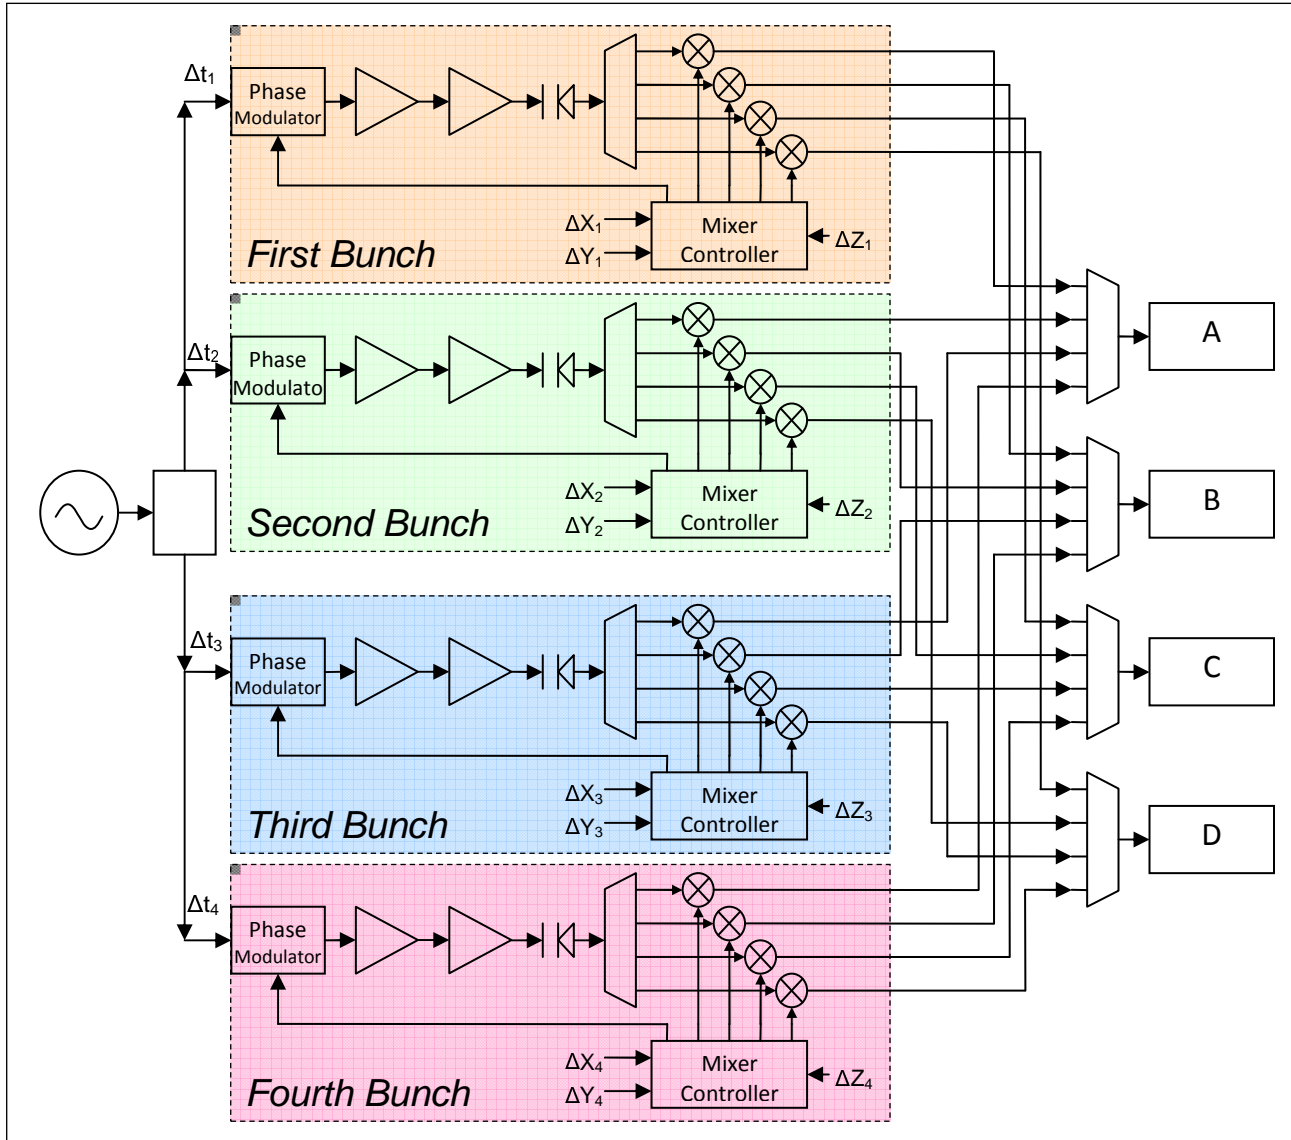 Δt₁
Phase
Modulator
ΔX₁
ΔY₁
Mixer
Controller
ΔZ₁
First Bunch
Δt₂
Phase
Modulato
ΔX₂
ΔY₂
Mixer
Controller
ΔZ₂
Second Bunch
Δt₃
Phase
Modulator
ΔX₃
ΔY₃
Mixer
Controller
ΔZ₃
Third Bunch
Δt₄
Phase
Modulator
ΔX₄
ΔY₄
Mixer
Controller
ΔZ₄
Fourth Bunch
A
B
C
D